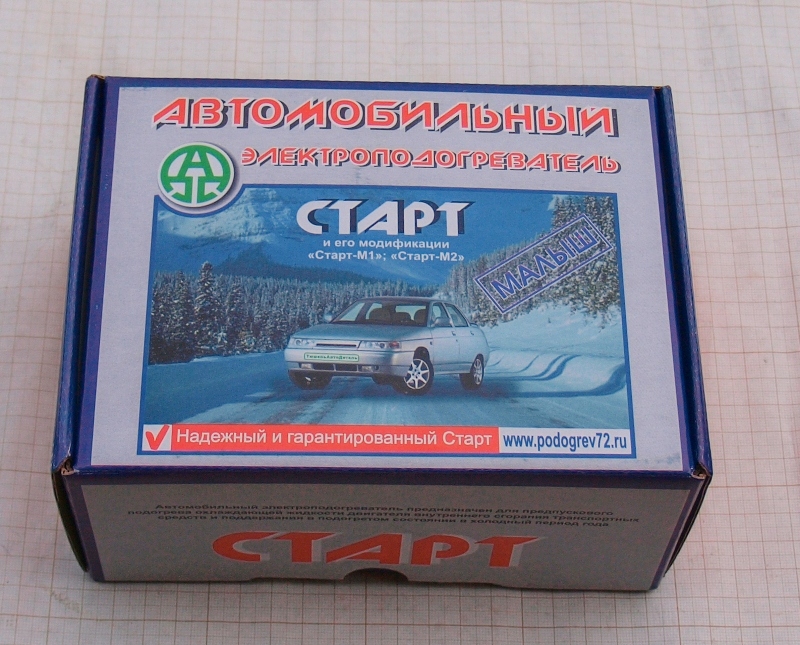 АВТОМОБИЛЬНЫЙ
ЭЛЕКТРОПОДОГРЕВАТЕЛЬ
СТАРТ
и его модификации
«Старт-М1»; «Старт-М2»
МАЛЫШ
ТюменьАвтоДеталь
Надежный и гарантированный Старт
www.podogrev72.ru
Автомобильный электроподогреватель предназначен для предпускового
подогрева охлаждающей жидкости двигателя внутреннего сгорания транспортных
средств и поддержания в подогретом состоянии в холодный период года.
СТАРТ